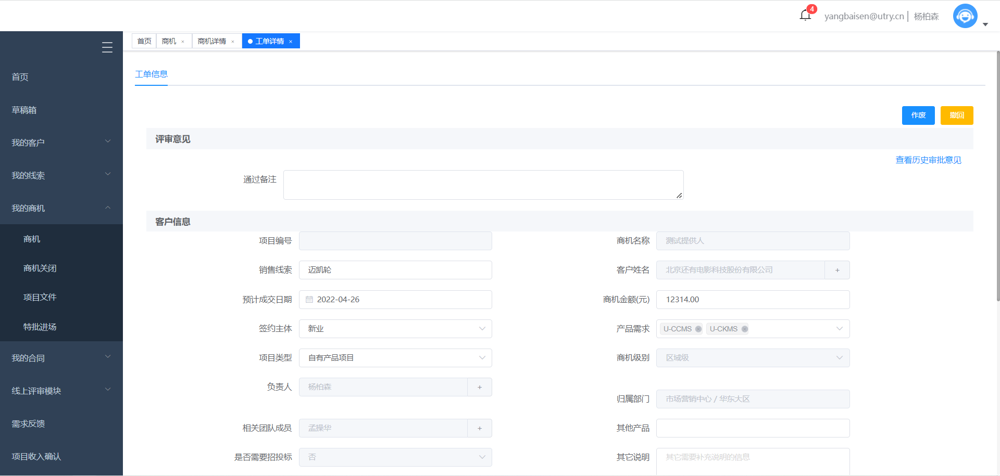 4
yangbaisen@utry.cn | 杨柏森
首页 商机 × 商机详情 × 工单详情 ×
首页
草稿箱
我的客户
我的线索
我的商机
商机
商机关闭
项目文件
特批进场
我的合同
线上评审模块
需求反馈
项目收入确认
工单信息
作废 撤回
评审意见
查看历史审批意见
通过备注
客户信息
项目编号
商机名称 测试提供人
销售线索 迈凯轮
客户姓名 北京还有电影科技股份有限公司 +
预计成交日期 2022-04-26
商机金额(元) 12314.00
签约主体 新业
产品需求 U-CCMS U-CKMS
项目类型 自有产品项目
商机级别 区域级
负责人 杨柏森 +
归属部门 市场营销中心 / 华东大区
相关团队成员 孟操华 +
其他产品
是否需要招投标 否
其它说明 其它需要补充说明的信息